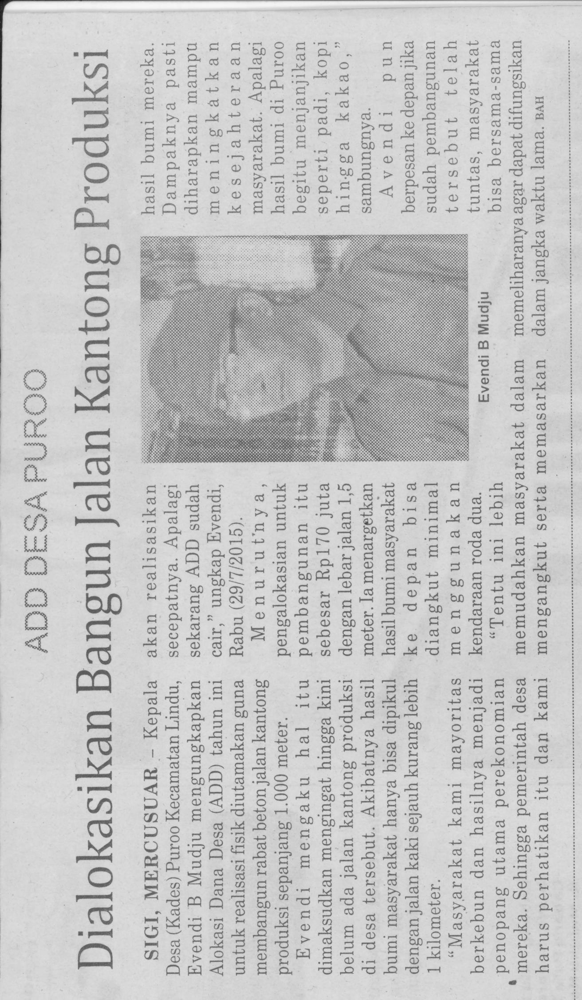 ADD DESA PUROO
Dialokasikan Bangun Jalan Kantong Produksi
SIGI, MERCUSUAR – Kepala
Desa (Kades) Puroo Kecamatan Lindu,
Evendi B Mudju mengungkapkan
Alokasi Dana Desa (ADD) tahun ini
untuk realisasi fisik diutamakan guna
membangun rabat beton jalan kantong
produksi sepanjang 1.000 meter.
Evendi mengaku hal itu
dimaksudkan mengingat hingga kini
belum ada jalan kantong produksi
di desa tersebut. Akibatnya hasil
bumi masyarakat hanya bisa dipikul
dengan jalan kaki sejauh kurang lebih
1 kilometer.
“Masyarakat kami mayoritas
berkebun dan hasilnya menjadi
penopang utama perekonomian
mereka. Sehingga pemerintah desa
harus perhatikan itu dan kami
akan realisasikan
secepatnya. Apalagi
sekarang ADD sudah
cair,” ungkap Evendi,
Rabu (29/7/2015).
Menurut'nya,
pengalokasian untuk
pembangunan itu
sebesar Rp170 juta
dengan lebar jalan 1,5
meter. Ia menargetkan
hasil bumi masyarakat
ke depan bisa
diangkut minimal
menggunakan
kendaraan roda dua.
“Tentu ini lebih
memudahkan masyarakat dalam
mengangkut serta memasarkan
Evendi B Mudju
hasil bumi mereka.
Dampaknya pasti
diharapkan mampu
meningkatkan
kesejahteraan
masyarakat. Apalagi
hasil bumi di Puroo
begitu menjanjikan
seperti padi, kopi
hingga kakao,”
sambungnya.
Avendi pun
berpesan ke depan jika
sudah pembangunan
tersebut telah
tuntas, masyarakat
bisa bersama-sama
memeliharanya agar dapat difungsikan
dalam jangka waktu lama. BAH